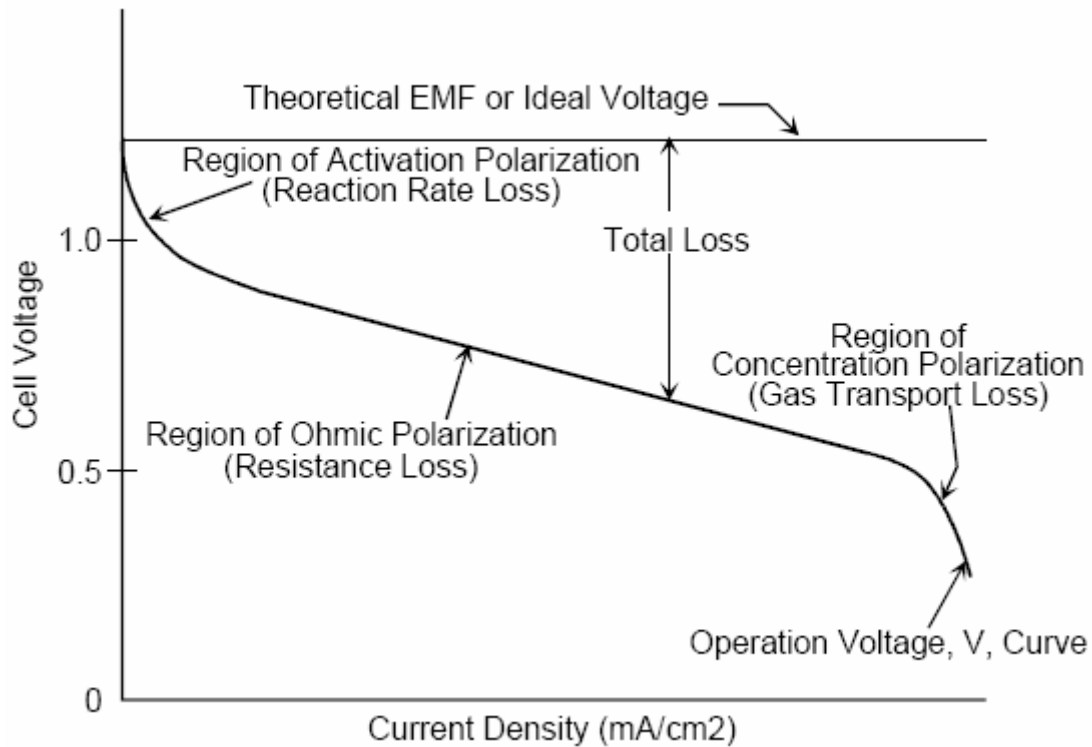 Theoretical EMF or Ideal Voltage
Region of Activation Polarization
(Reaction Rate Loss)
1.0
Total Loss
Cell Voltage
Region of
Concentration Polarization
(Gas Transport Loss)
Region of Ohmic Polarization
(Resistance Loss)
0.5
Operation Voltage, V, Curve
0
Current Density (mA/cm2)